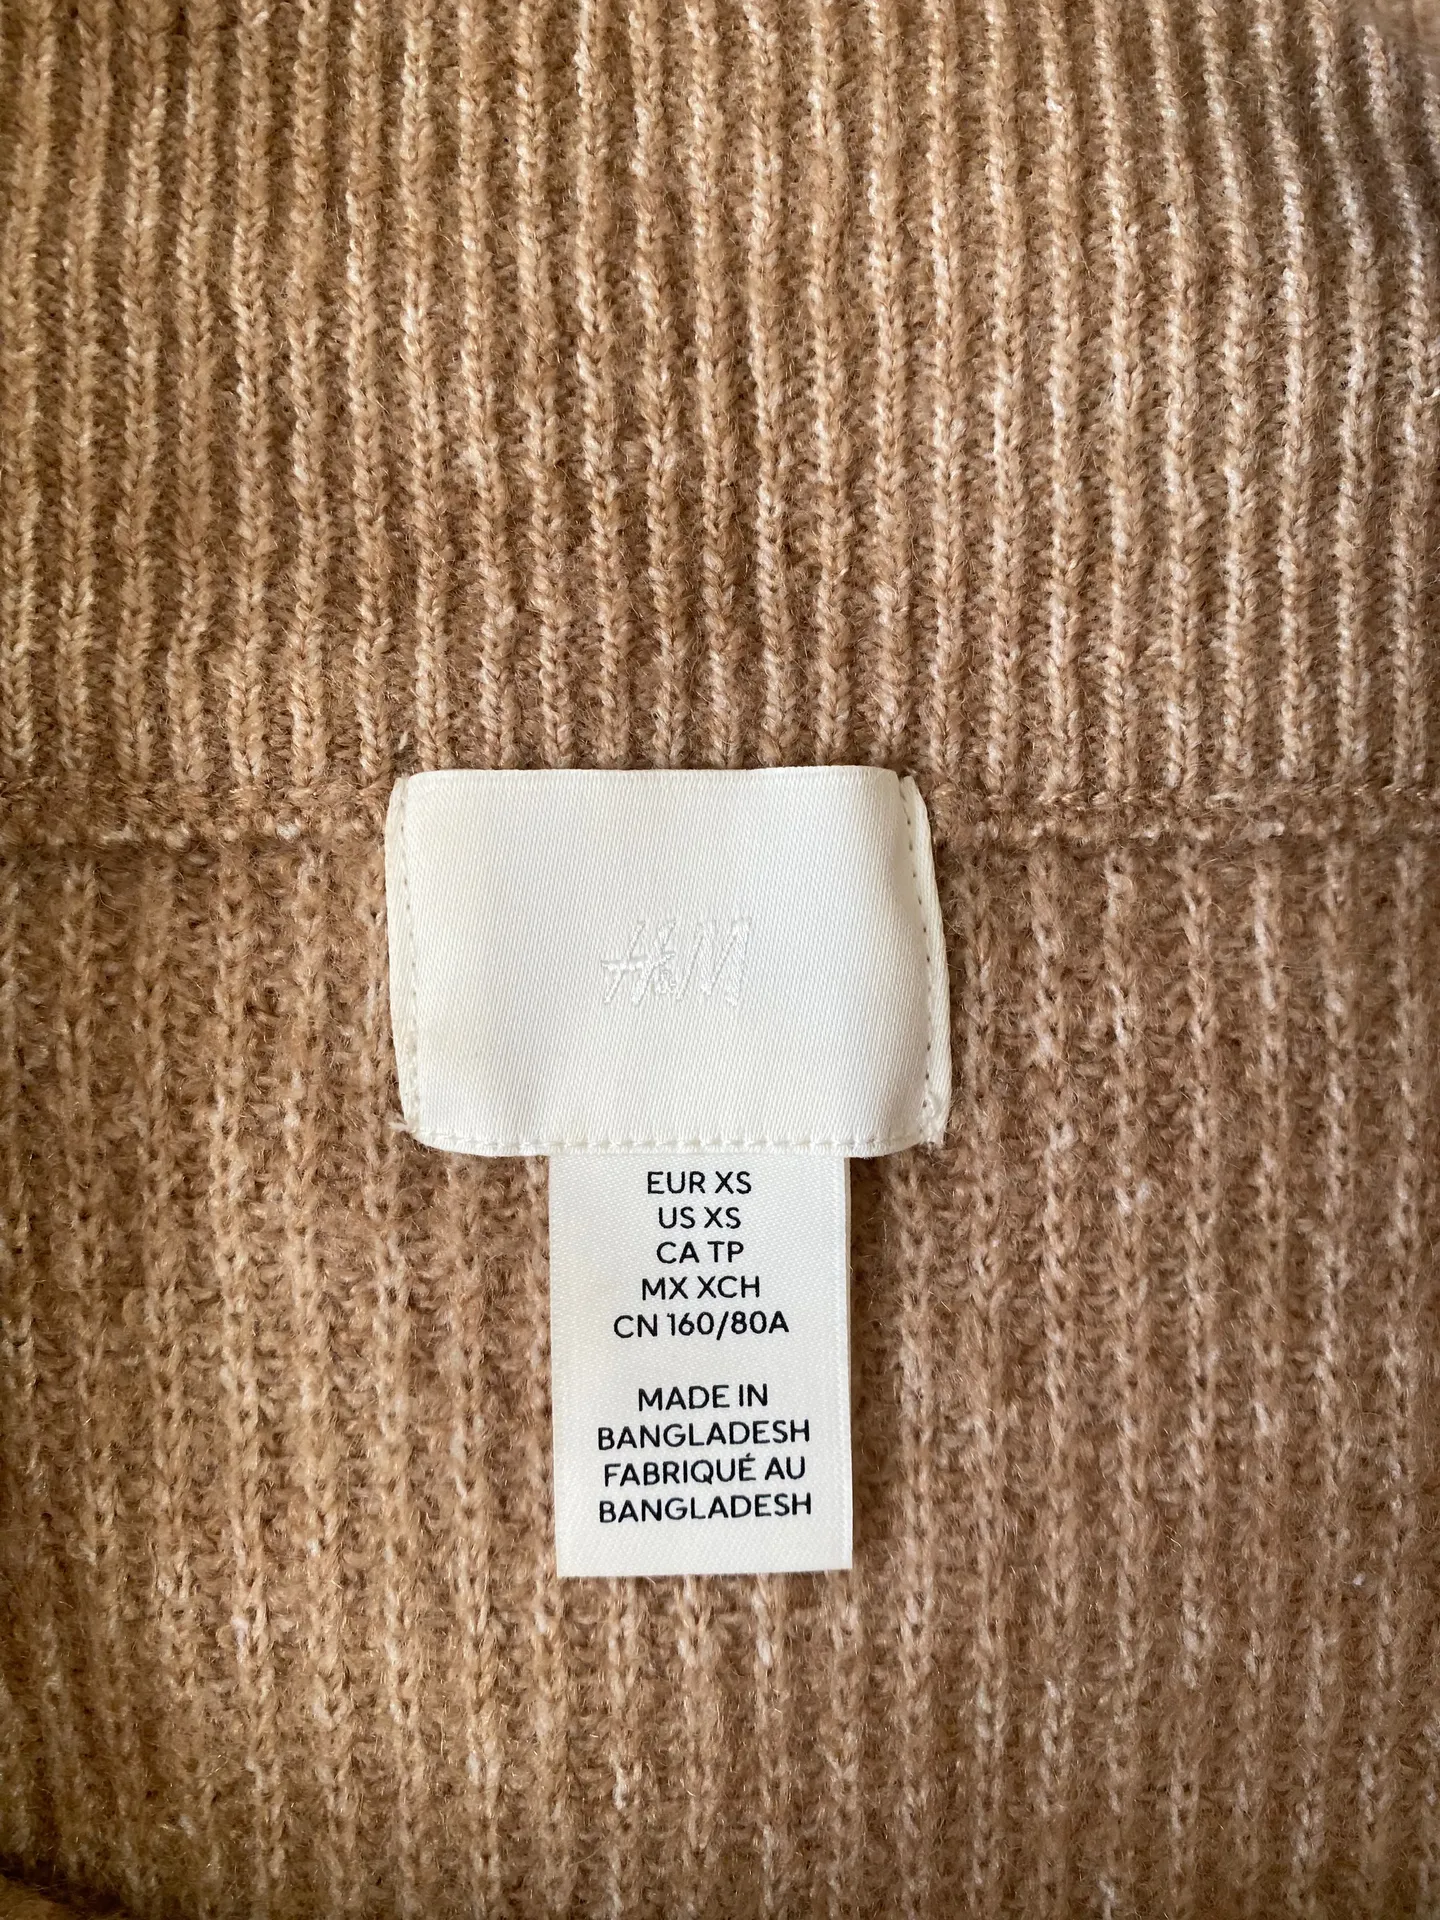 H&M
EUR XS
US XS
CA TP
MX XCH
CN 160/80A
MADE IN
BANGLADESH
FABRIQUÉ AU
BANGLADESH